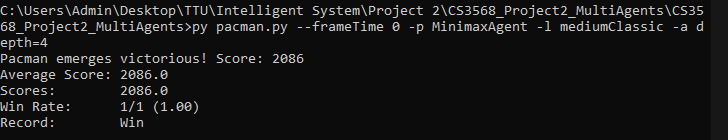 C:\Users\Admin\Desktop\TTU\Intelligent System\Project 2\CS3568_Project2_MultiAgents\CS35
68_Project2_MultiAgents>py pacman.py --frameTime 0 -p MinimaxAgent -l mediumClassic -a d
epth=4
Pacman emerges victorious! Score: 2086
Average Score: 2086.0
Scores:        2086.0
Win Rate:      1/1 (1.00)
Record:        Win